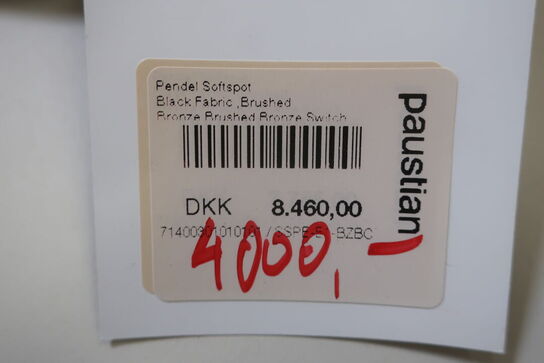 Pendel Softspot
Black Fabric ,Brushed
Bronze Brushed Bronze Switch
DKK 8.460,00
4000,-
paustian